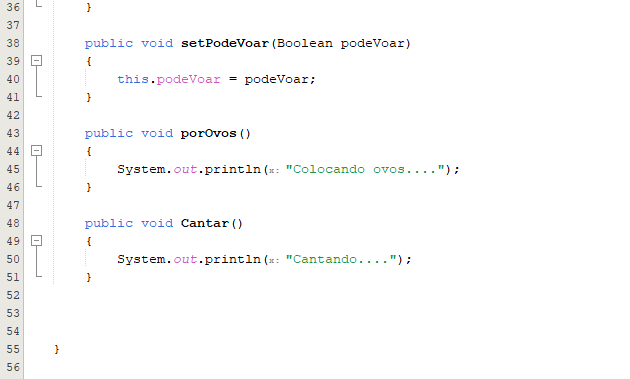 36 }
37
38 public void setPodeVoar(Boolean podeVoar)
39 {
40 this.podeVoar = podeVoar;
41 }
42
43 public void porOvos()
44 {
45 System.out.println(x: "Colocando ovos....");
46 }
47
48 public void Cantar()
49 {
50 System.out.println(x: "Cantando....");
51 }
52
53
54
55 }
56